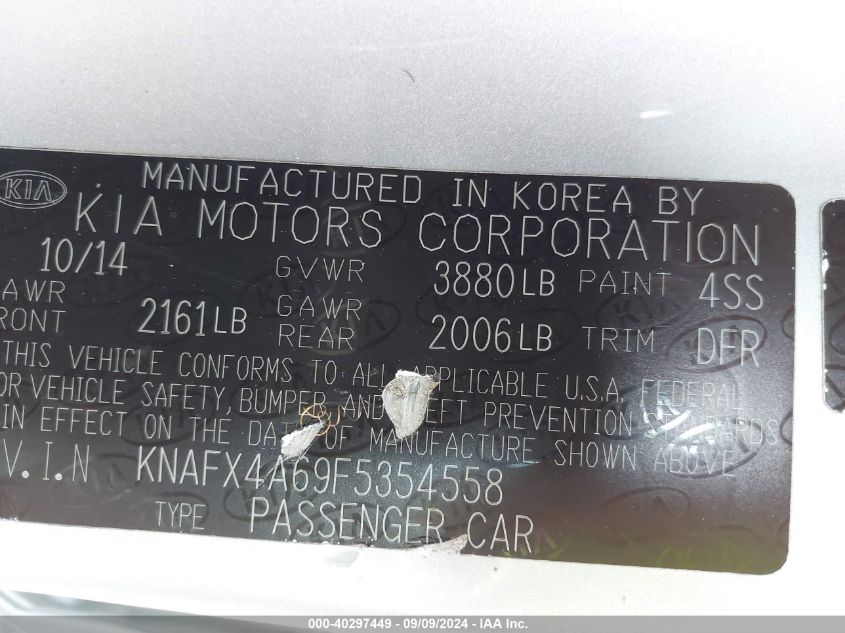 KIA
MANUFACTURED IN KOREA BY
KIA MOTORS CORPORATION
10/14 GVWR 3880LB PAINT 4SS
AWR
RONT 2161LB GAWR REAR 2006LB TRIM DFR
THIS VEHICLE CONFORMS TO ALL APPLICABLE U.S.A. FEDERAL
OR VEHICLE SAFETY, BUMPER AND PREVENTION STANDARDS
IN EFFECT ON THE DATE OF MANUFACTURE SHOWN ABOVE
V.I.N KNAFX4A69F5354558
TYPE PASSENGER CAR
000-40297449 - 09/09/2024 - IAA Inc.